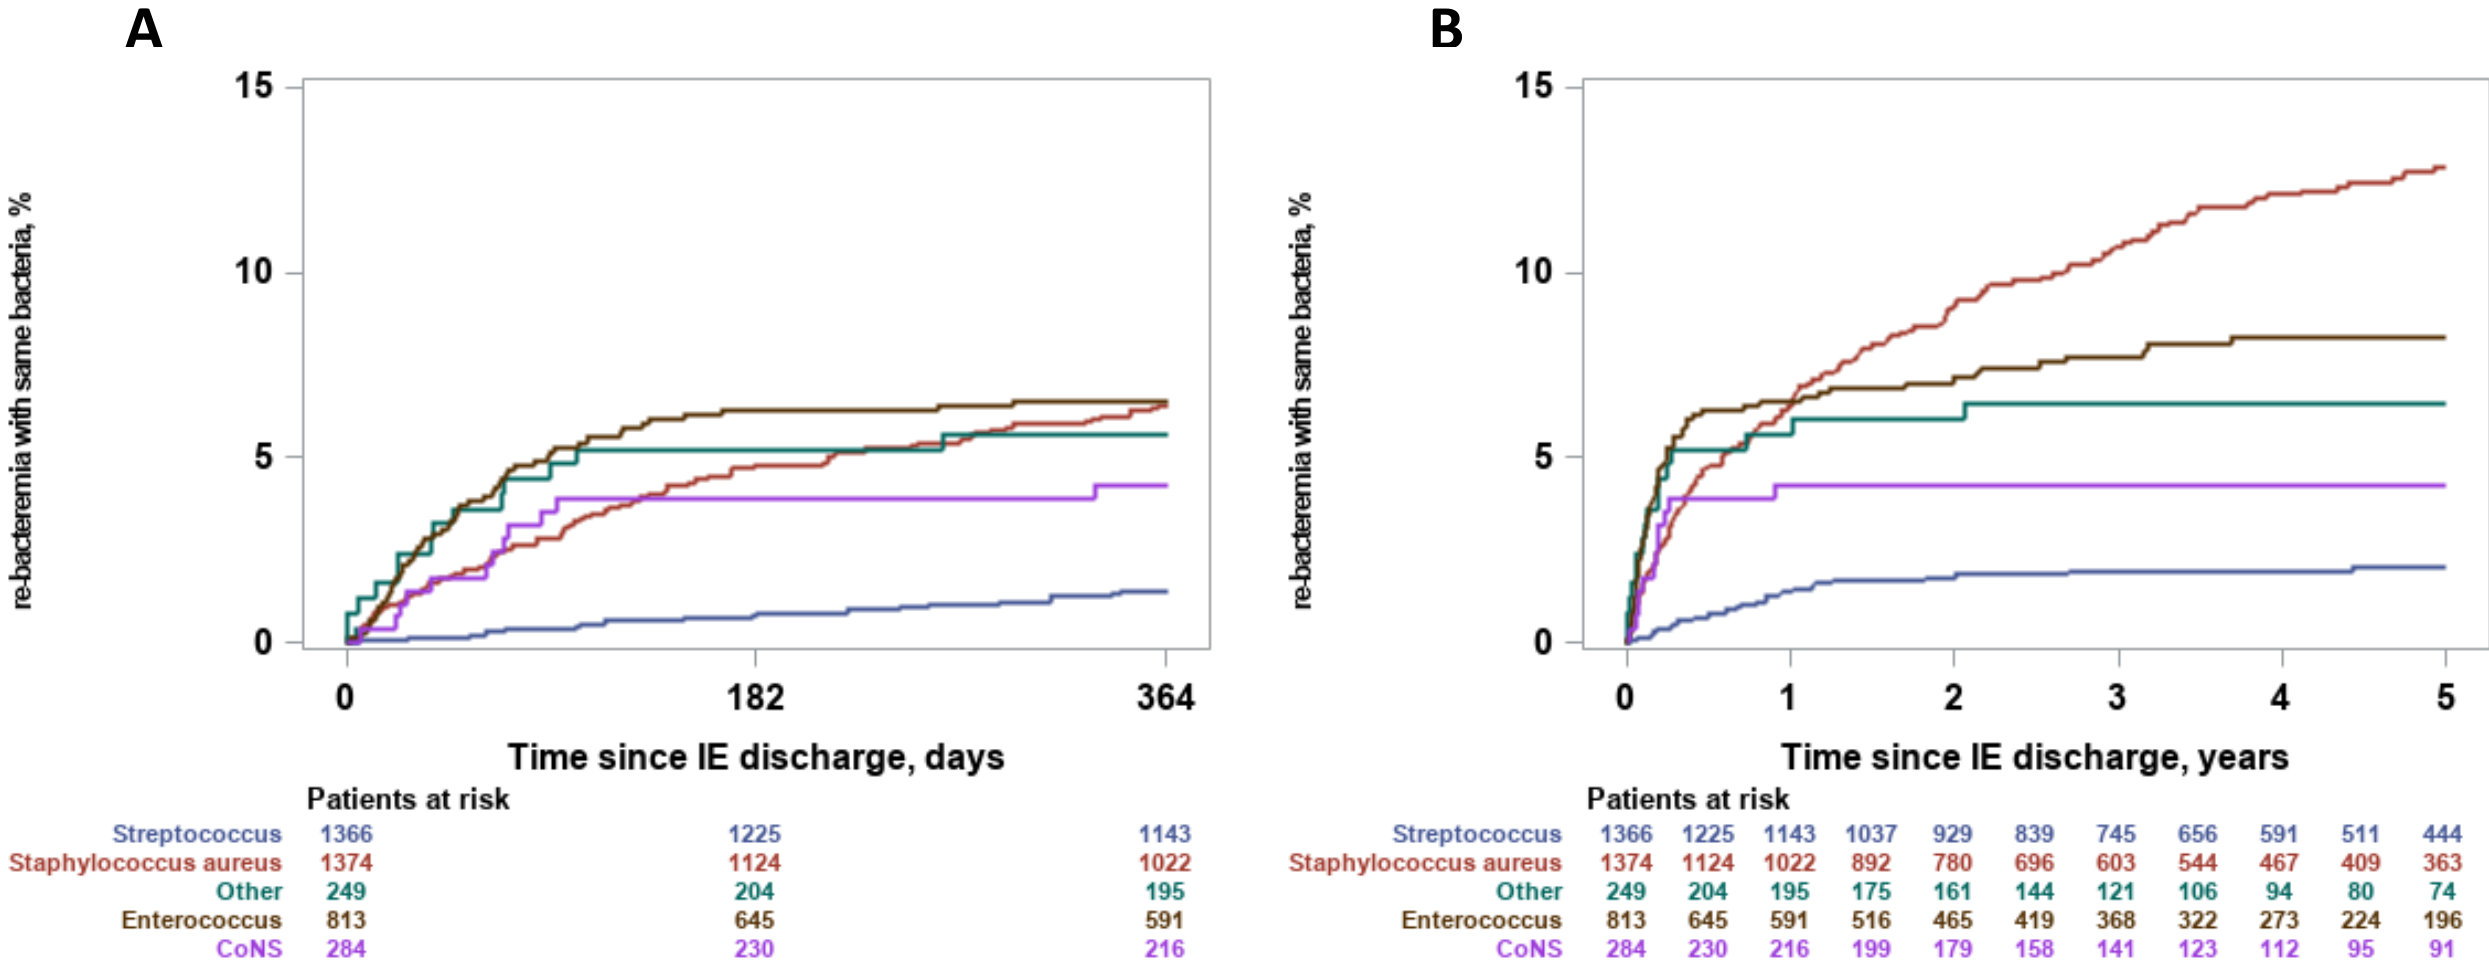 A
re-bacteremia with same bacteria, %
15
10
5
0
0 182 364
Time since IE discharge, days
Patients at risk
Streptococcus 1366 1225 1143
Staphylococcus aureus 1374 1124 1022
Other 249 204 195
Enterococcus 813 645 591
CoNS 284 230 216
B
re-bacteremia with same bacteria, %
15
10
5
0
0 1 2 3 4 5
Time since IE discharge, years
Patients at risk
Streptococcus 1366 1225 1143 1037 929 839 745 656 591 511 444
Staphylococcus aureus 1374 1124 1022 892 780 696 603 544 467 409 363
Other 249 204 195 175 161 144 121 106 94 80 74
Enterococcus 813 645 591 516 465 419 368 322 273 224 196
CoNS 284 230 216 199 179 158 141 123 112 95 91